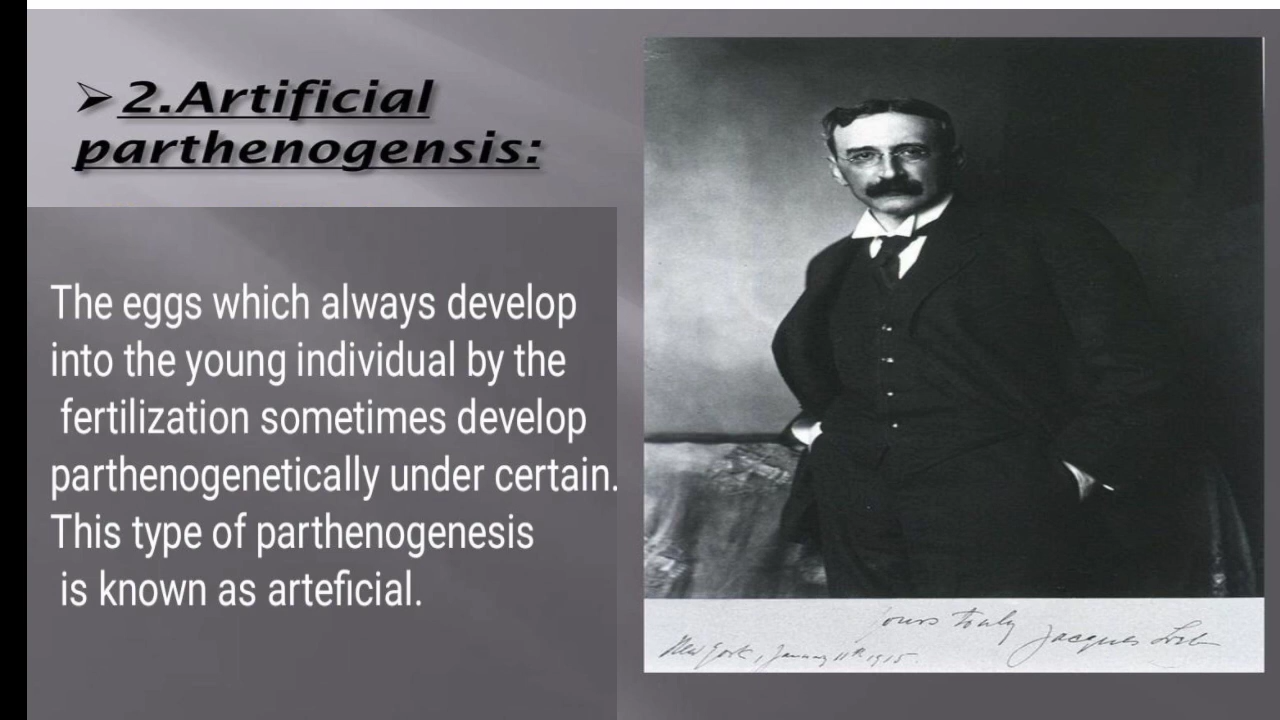 ➢ 2.Artificial
parthenogensis:
The eggs which always develop
into the young individual by the
fertilization sometimes develop
parthenogenetically under certain.
This type of parthenogenesis
is known as arteficial.
yours truly Jacques Loeb
New York, January 11th 1915.